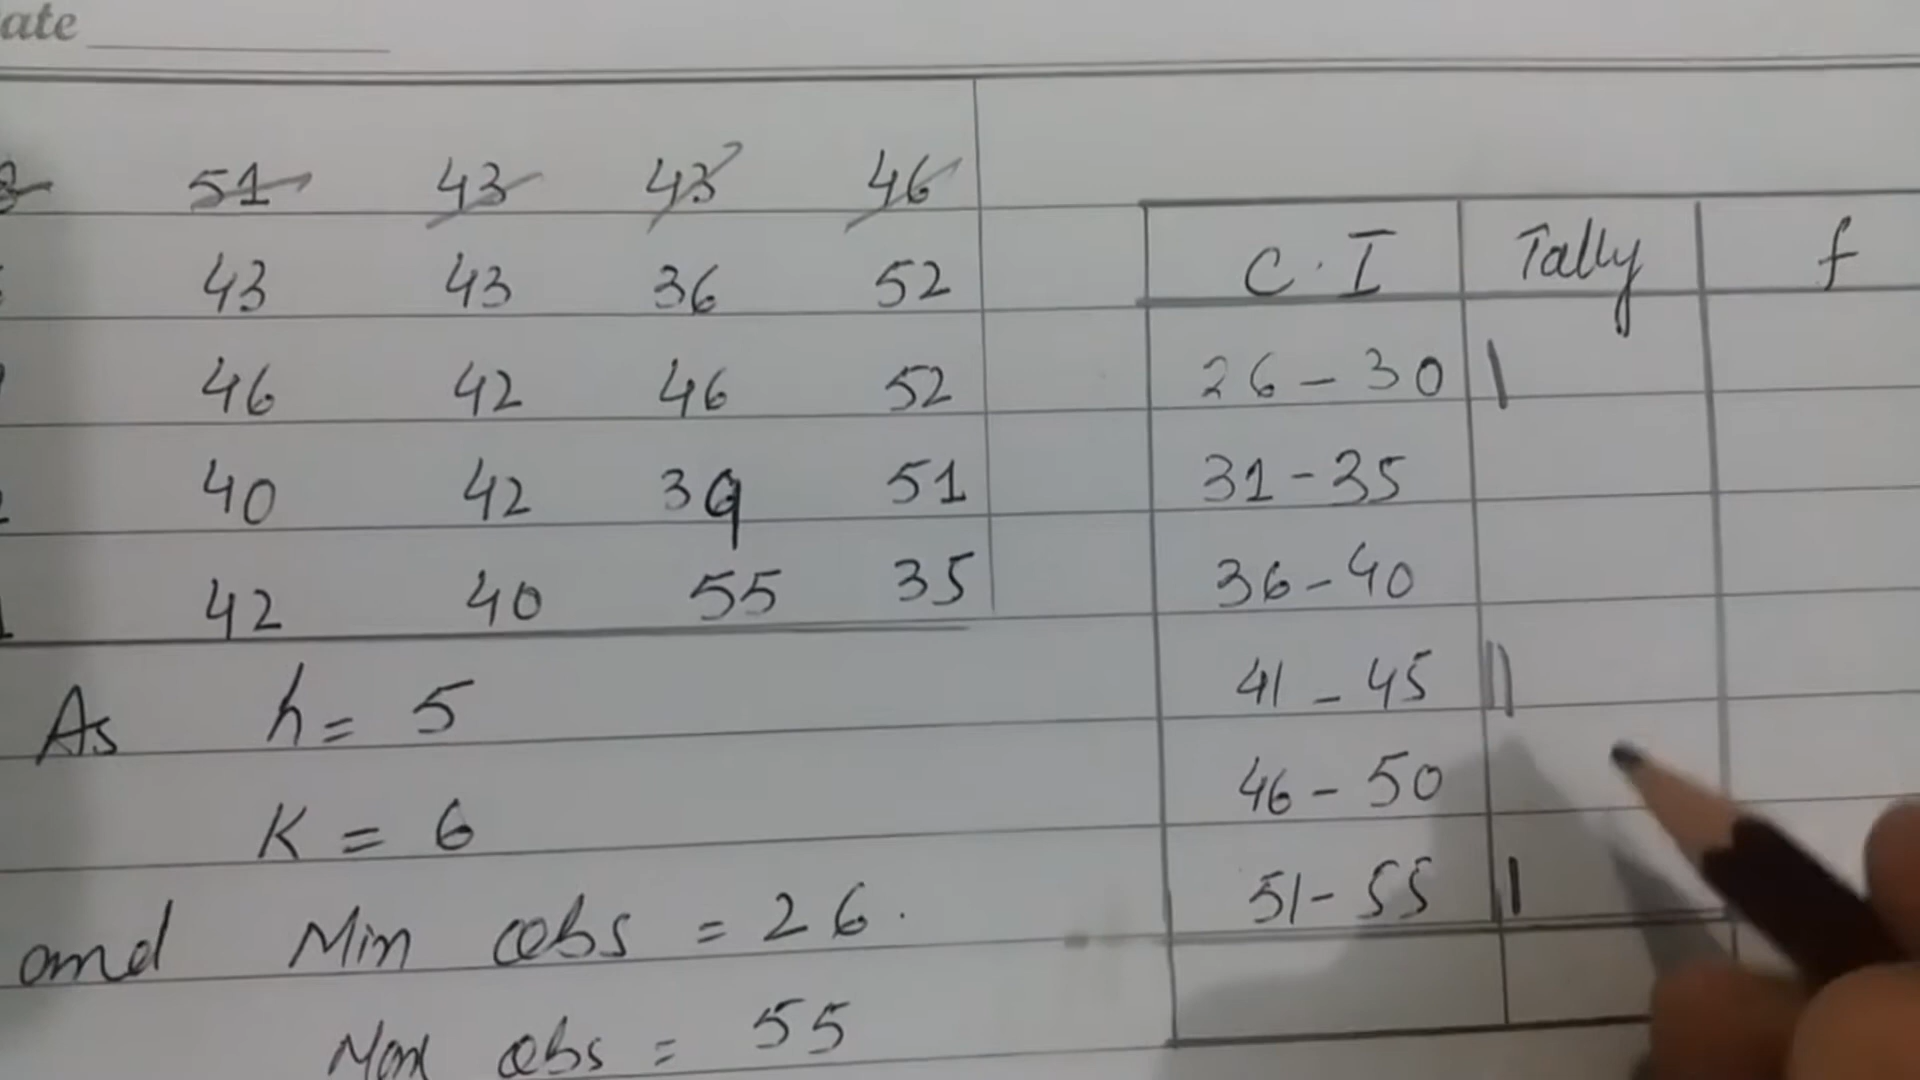 51 43 43 46
43 43 36 52
46 42 46 52
40 42 39 51
42 40 55 35
As h = 5
K = 6
and Min obs = 26.
Max obs = 55
C.I Tally f
26 - 30 |
31 - 35
36 - 40
41 - 45 ||
46 - 50
51 - 55 |